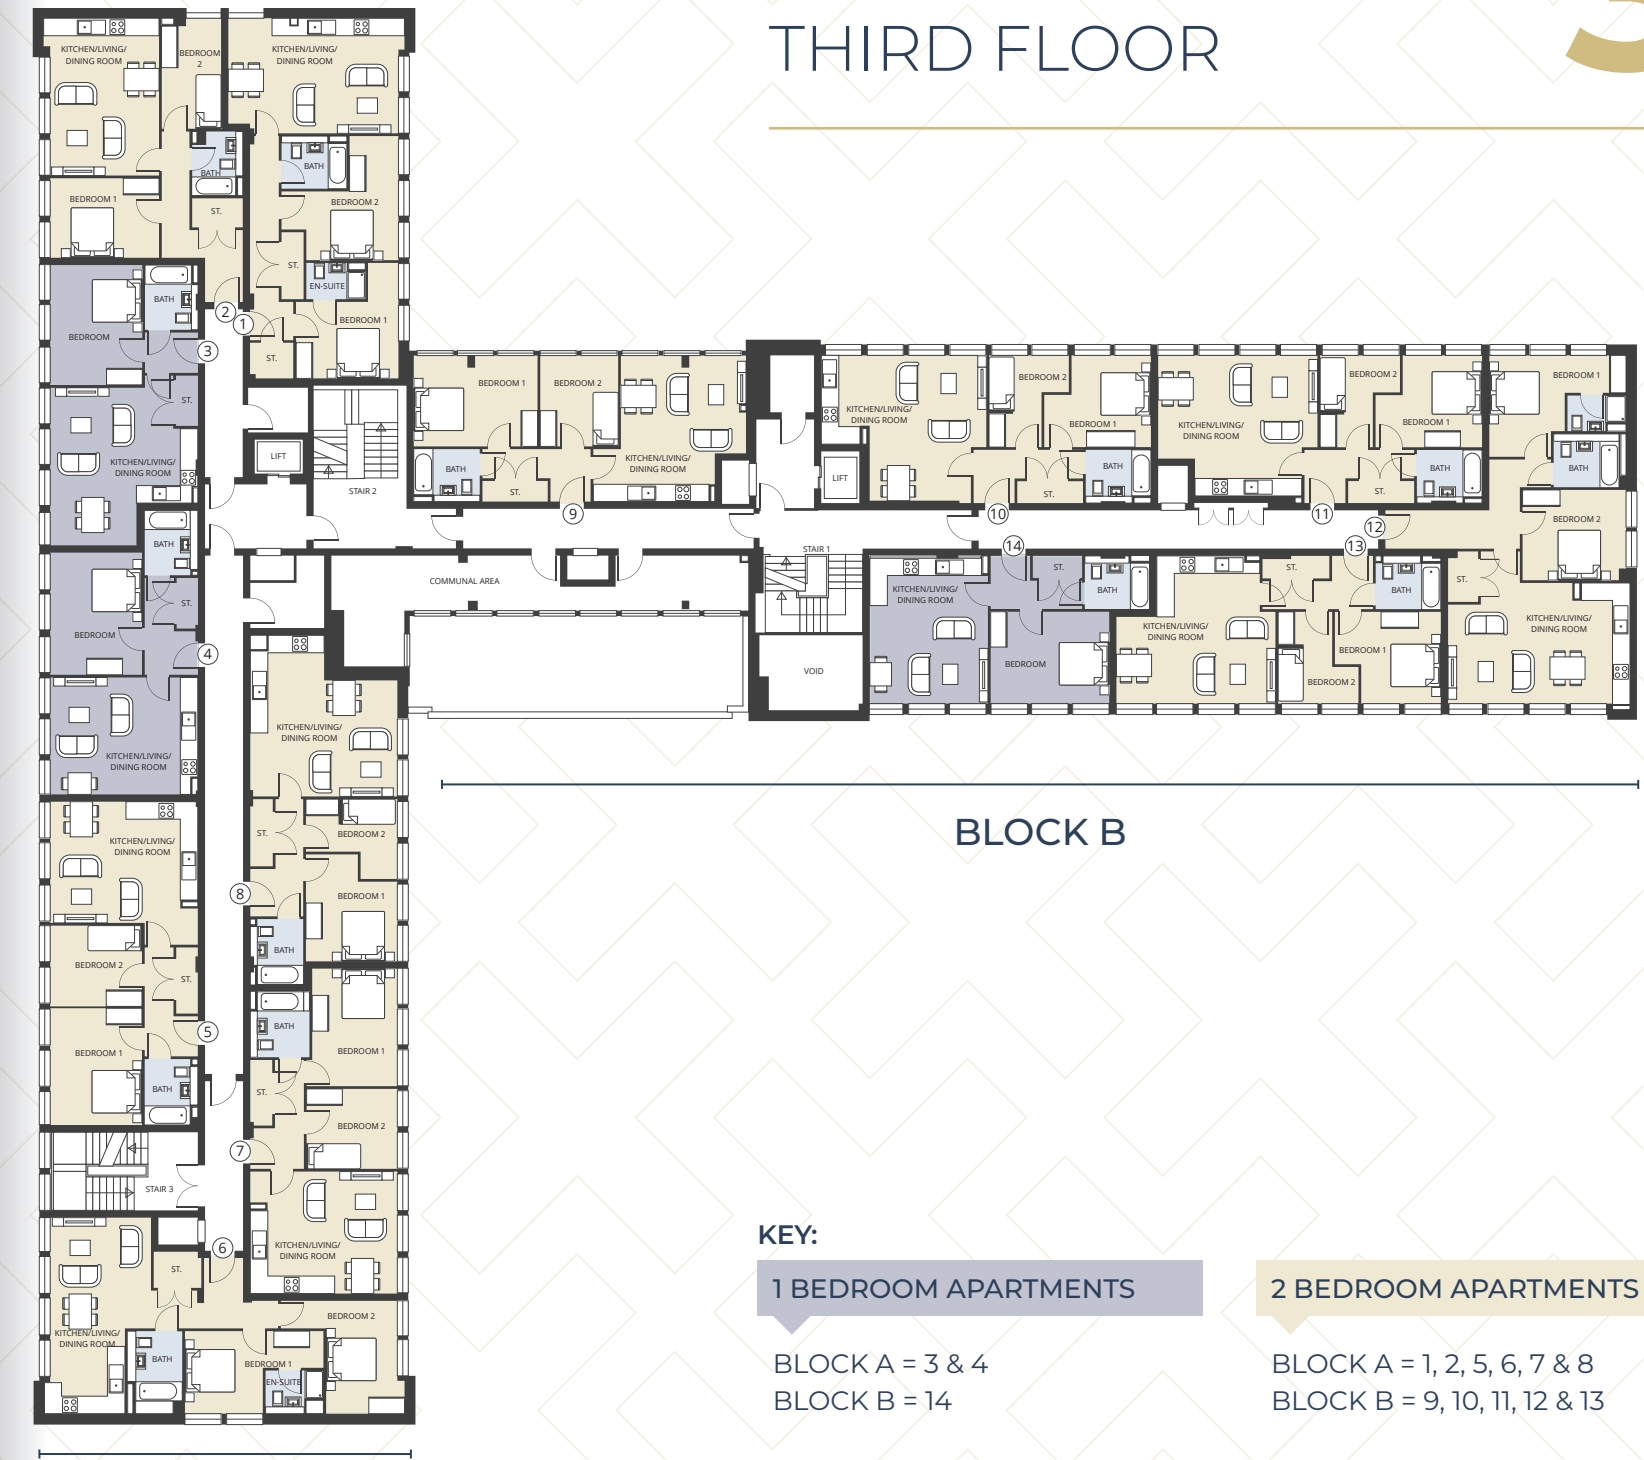 THIRD FLOOR
3
KITCHEN/LIVING/
DINING ROOM
BEDROOM
2
KITCHEN/LIVING/
DINING ROOM
BATH
BATH
BEDROOM 1
ST.
BEDROOM 2
ST.
EN-SUITE
BEDROOM 1
ST.
2
1
BATH
BEDROOM
3
ST.
KITCHEN/LIVING/
DINING ROOM
LIFT
STAIR 2
BEDROOM 1
BEDROOM 2
KITCHEN/LIVING/
DINING ROOM
BATH
ST.
9
KITCHEN/LIVING/
DINING ROOM
BEDROOM 2
BEDROOM 1
LIFT
ST.
BATH
10
KITCHEN/LIVING/
DINING ROOM
BEDROOM 2
BEDROOM 1
ST.
BATH
11
BEDROOM 1
BATH
12
BEDROOM 2
ST.
KITCHEN/LIVING/
DINING ROOM
13
ST.
BATH
KITCHEN/LIVING/
DINING ROOM
BEDROOM 1
BEDROOM 2
14
ST.
BATH
KITCHEN/LIVING/
DINING ROOM
BEDROOM
STAIR 1
VOID
COMMUNAL AREA
BATH
ST.
BEDROOM
4
KITCHEN/LIVING/
DINING ROOM
KITCHEN/LIVING/
DINING ROOM
ST.
BEDROOM 2
8
BEDROOM 1
BATH
KITCHEN/LIVING/
DINING ROOM
BEDROOM 2
ST.
5
BEDROOM 1
BATH
BATH
BEDROOM 1
ST.
BEDROOM 2
7
KITCHEN/LIVING/
DINING ROOM
STAIR 3
6
ST.
KITCHEN/LIVING/
DINING ROOM
BATH
BEDROOM 1
EN-SUITE
BEDROOM 2
BLOCK B
KEY:
1 BEDROOM APARTMENTS
BLOCK A = 3 & 4
BLOCK B = 14
2 BEDROOM APARTMENTS
BLOCK A = 1, 2, 5, 6, 7 & 8
BLOCK B = 9, 10, 11, 12 & 13